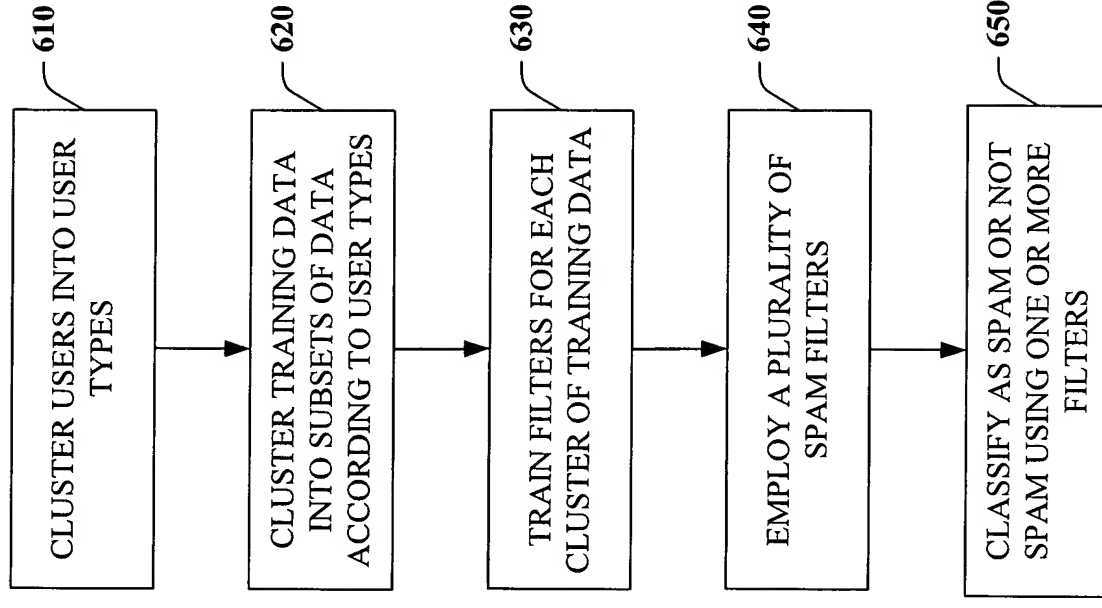 CLUSTER USERS INTO USER
TYPES
610
CLUSTER TRAINING DATA
INTO SUBSETS OF DATA
ACCORDING TO USER TYPES
620
TRAIN FILTERS FOR EACH
CLUSTER OF TRAINING DATA
630
EMPLOY A PLURALITY OF
SPAM FILTERS
640
CLASSIFY AS SPAM OR NOT
SPAM USING ONE OR MORE
FILTERS
650